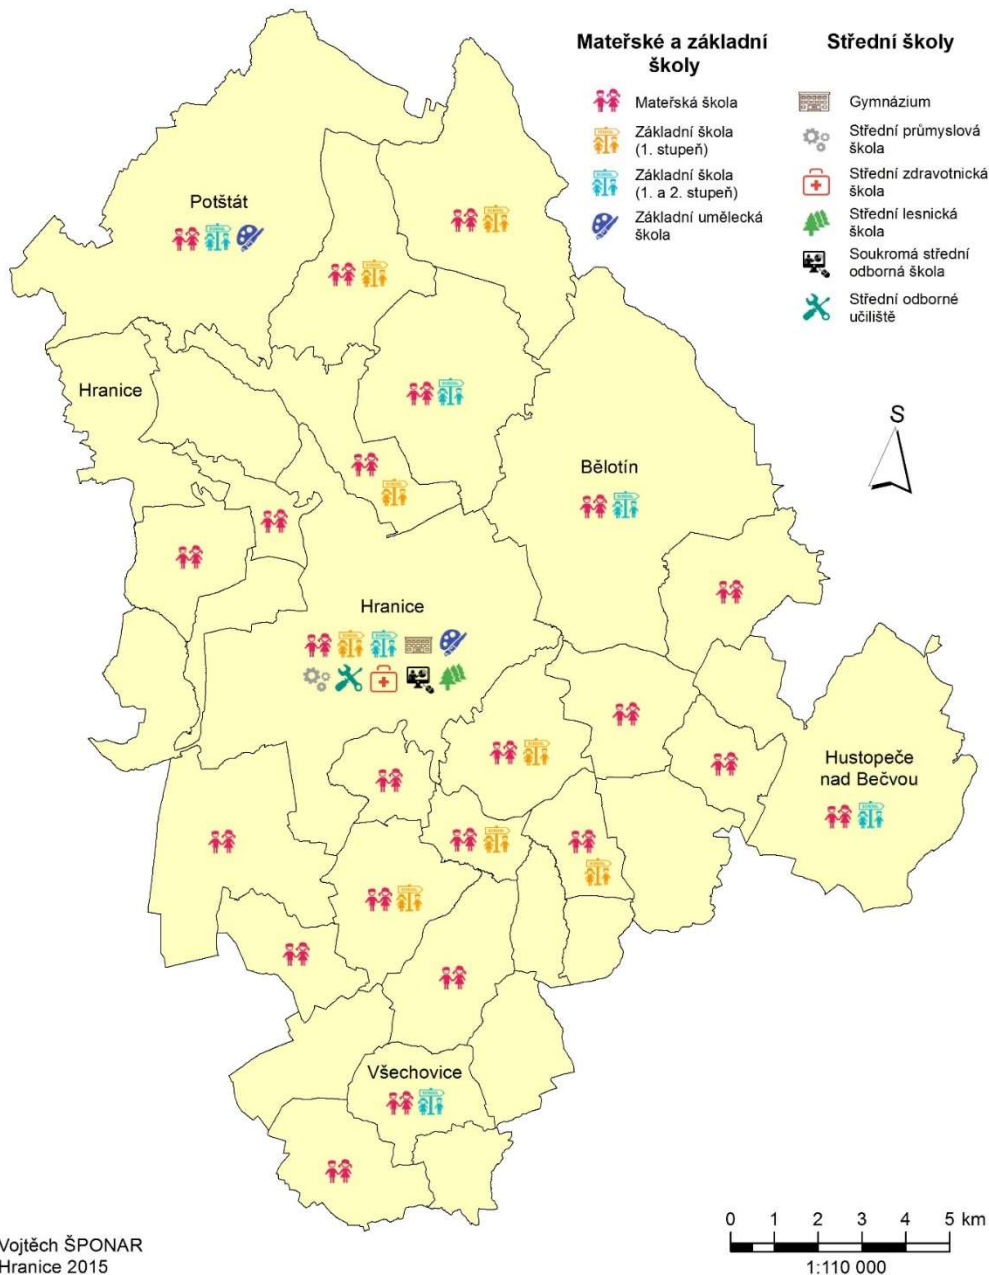 Mateřské a základní
školy
Mateřská škola
Základní škola
(1. stupeň)
Základní škola
(1. a 2. stupeň)
Základní umělecká
škola
Střední školy
Gymnázium
Střední průmyslová
škola
Střední zdravotnická
škola
Střední lesnická
škola
Soukromá střední
odborná škola
Střední odborné
učiliště
Potštát
Hranice
S
Bělotín
Hranice
Hustopeče
nad Bečvou
Všechovice
Vojtěch ŠPONAR
Hranice 2015
0 1 2 3 4 5 km
1:110 000